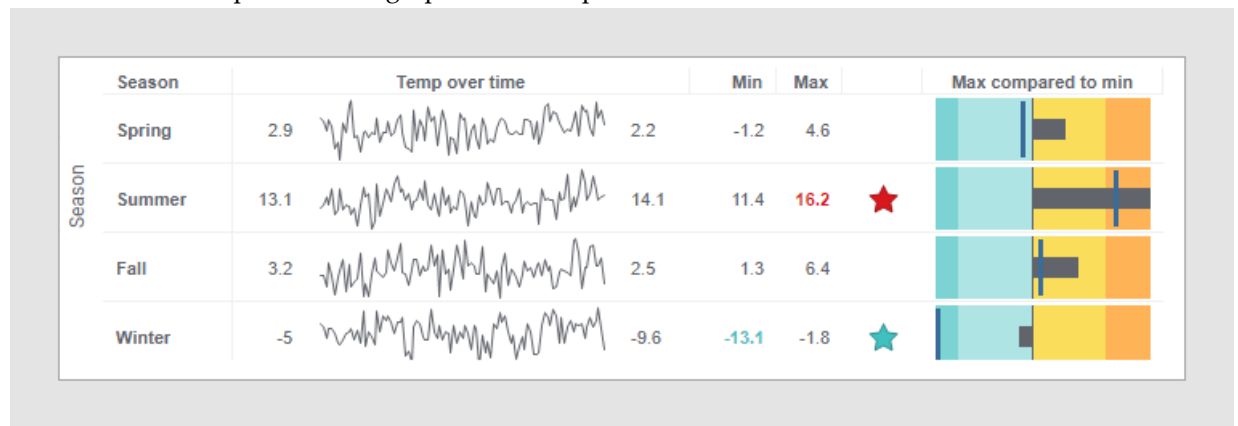 Season Temp over time Min Max Max compared to min
Spring 2.9 2.2 -1.2 4.6
Season
Summer 13.1 14.1 11.4 16.2
Fall 3.2 2.5 1.3 6.4
Winter -5 -9.6 -13.1 -1.8